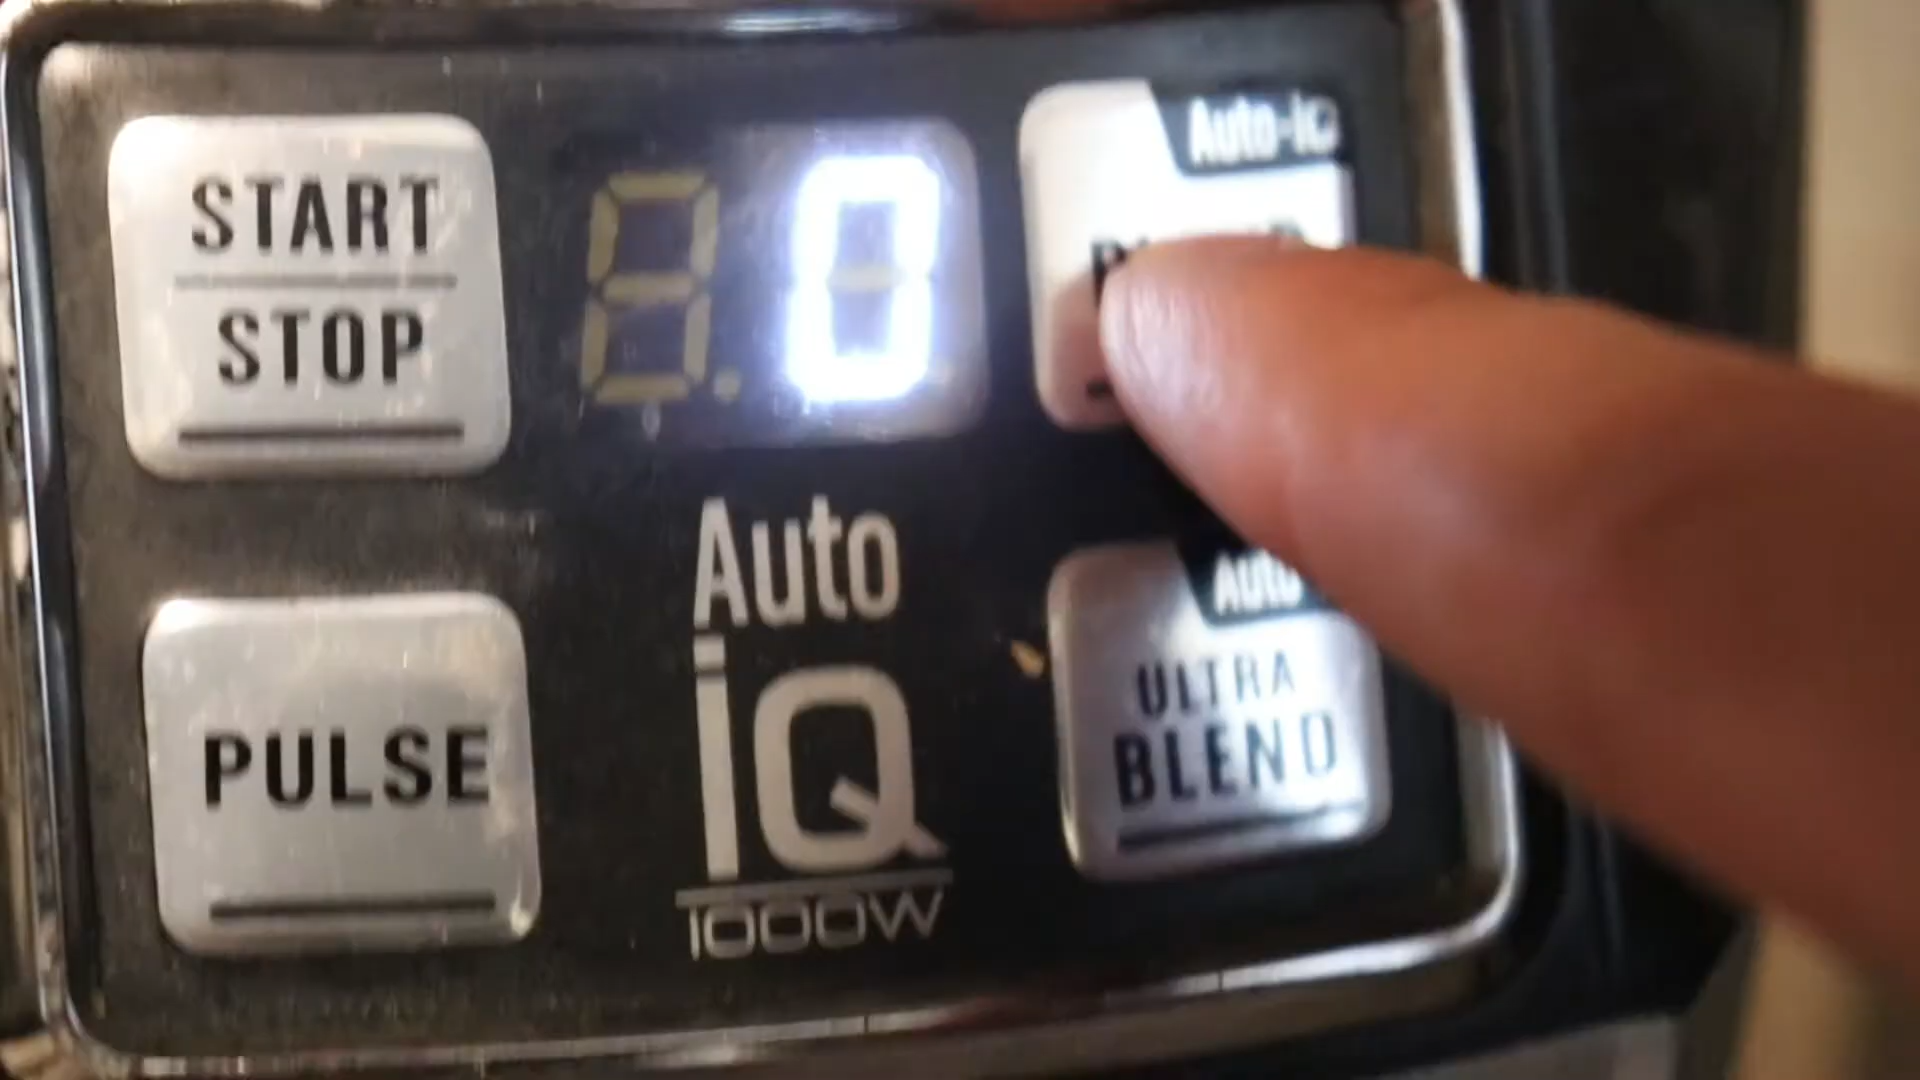 START
STOP
0
Auto-iQ
Auto
ULTRA
BLEND
PULSE
Auto
iQ
1000W